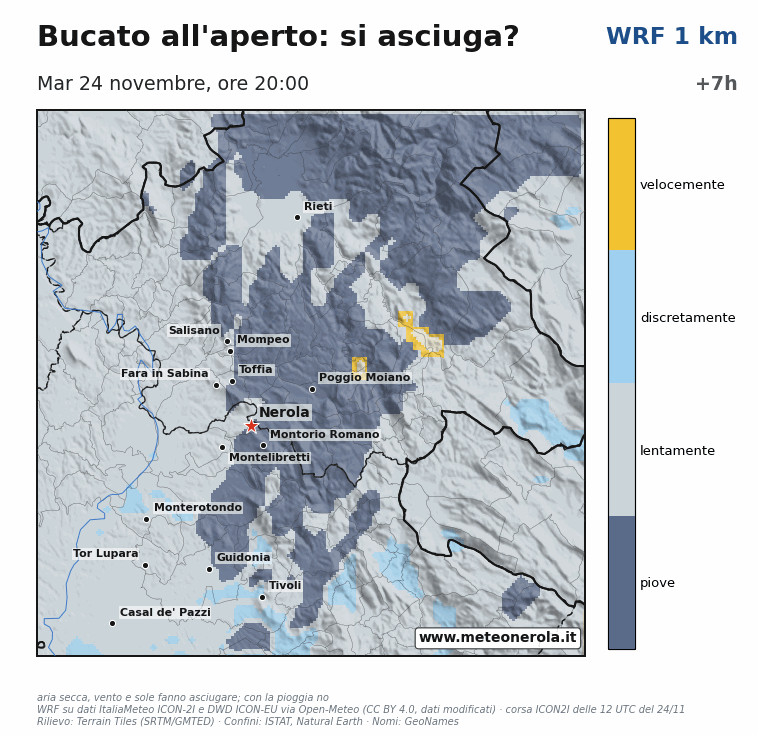 Bucato all'aperto: si asciuga?
WRF 1 km
Mar 24 novembre, ore 20:00
+7h
velocemente
discretamente
lentamente
piove
Rieti
Salisano
Mompeo
Toffia
Fara in Sabina
Poggio Moiano
Nerola
Montorio Romano
Montelibretti
Monterotondo
Tor Lupara
Guidonia
Tivoli
Casal de' Pazzi
www.meteonerola.it
aria secca, vento e sole fanno asciugare; con la pioggia no
WRF su dati ItaliaMeteo ICON-2I e DWD ICON-EU via Open-Meteo (CC BY 4.0, dati modificati) · corsa ICON2I delle 12 UTC del 24/11
Rilievo: Terrain Tiles (SRTM/GMTED) · Confini: ISTAT, Natural Earth · Nomi: GeoNames